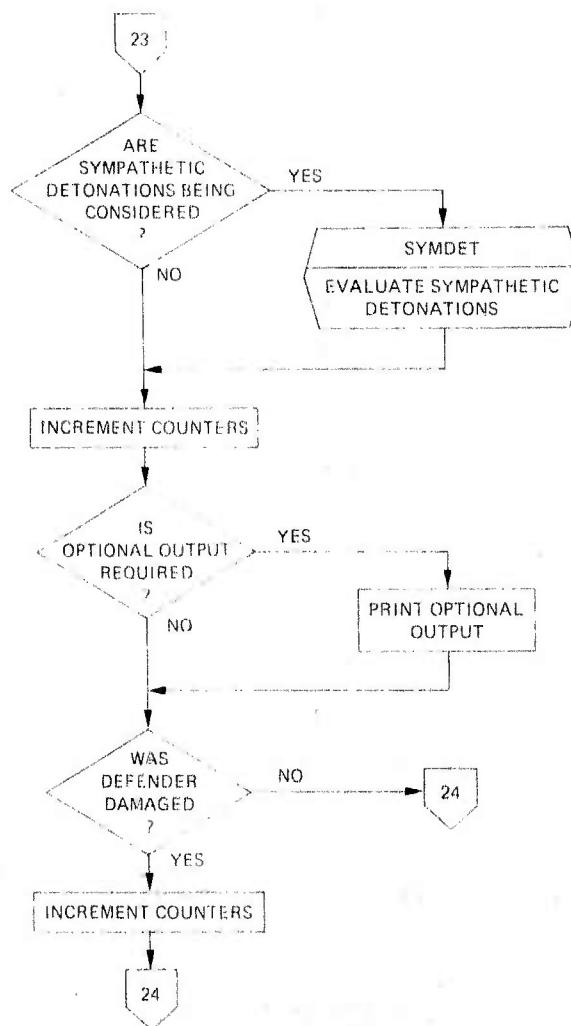 23
ARE
SYMPATHETIC
DETONATIONS BEING
CONSIDERED
?
YES
NO
SYMDET
EVALUATE SYMPATHETIC
DETONATIONS
INCREMENT COUNTERS
IS
OPTIONAL OUTPUT
REQUIRED
?
YES
NO
PRINT OPTIONAL
OUTPUT
WAS
DEFENDER
DAMAGED
?
NO
24
YES
INCREMENT COUNTERS
24